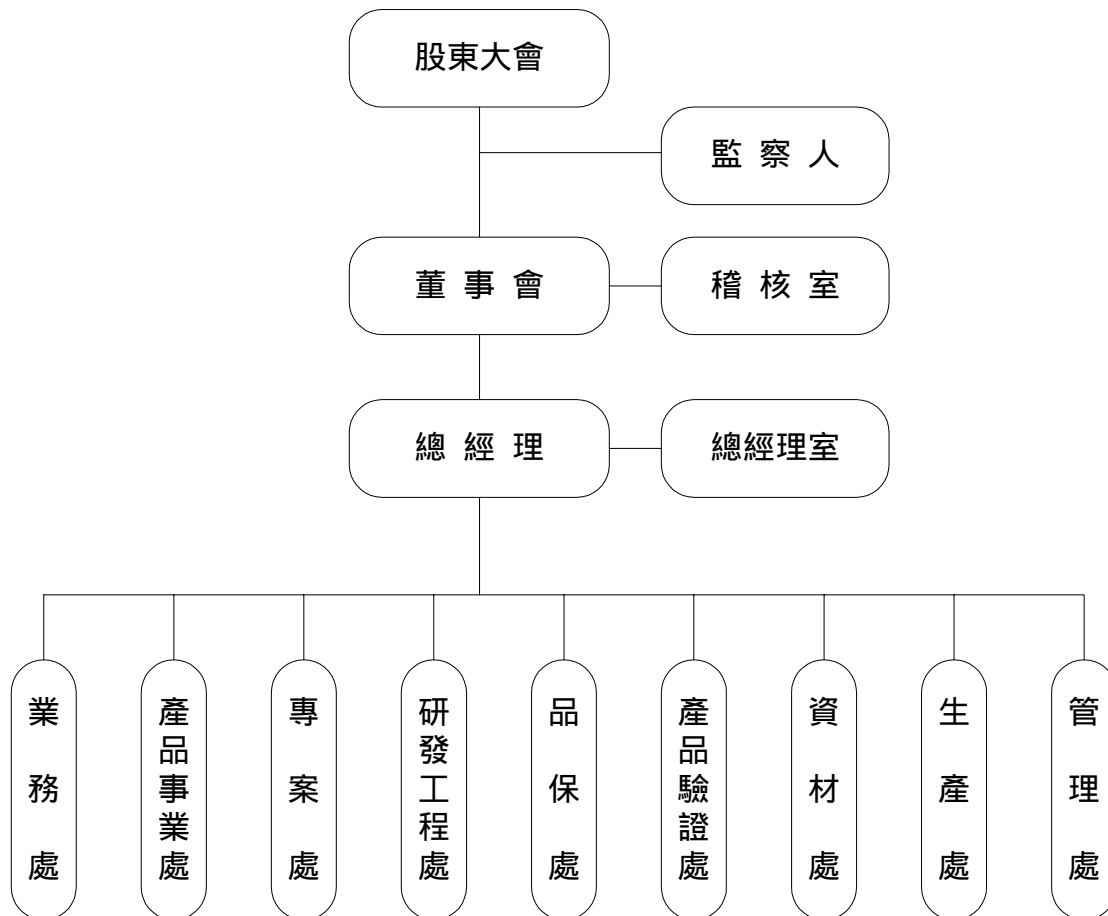 股東大會
監 察 人
董 事 會
稽 核 室
總 經 理
總經理室
業務處
產品事業處
專案處
研發工程處
品保處
產品驗證處
資材處
生產處
管理處